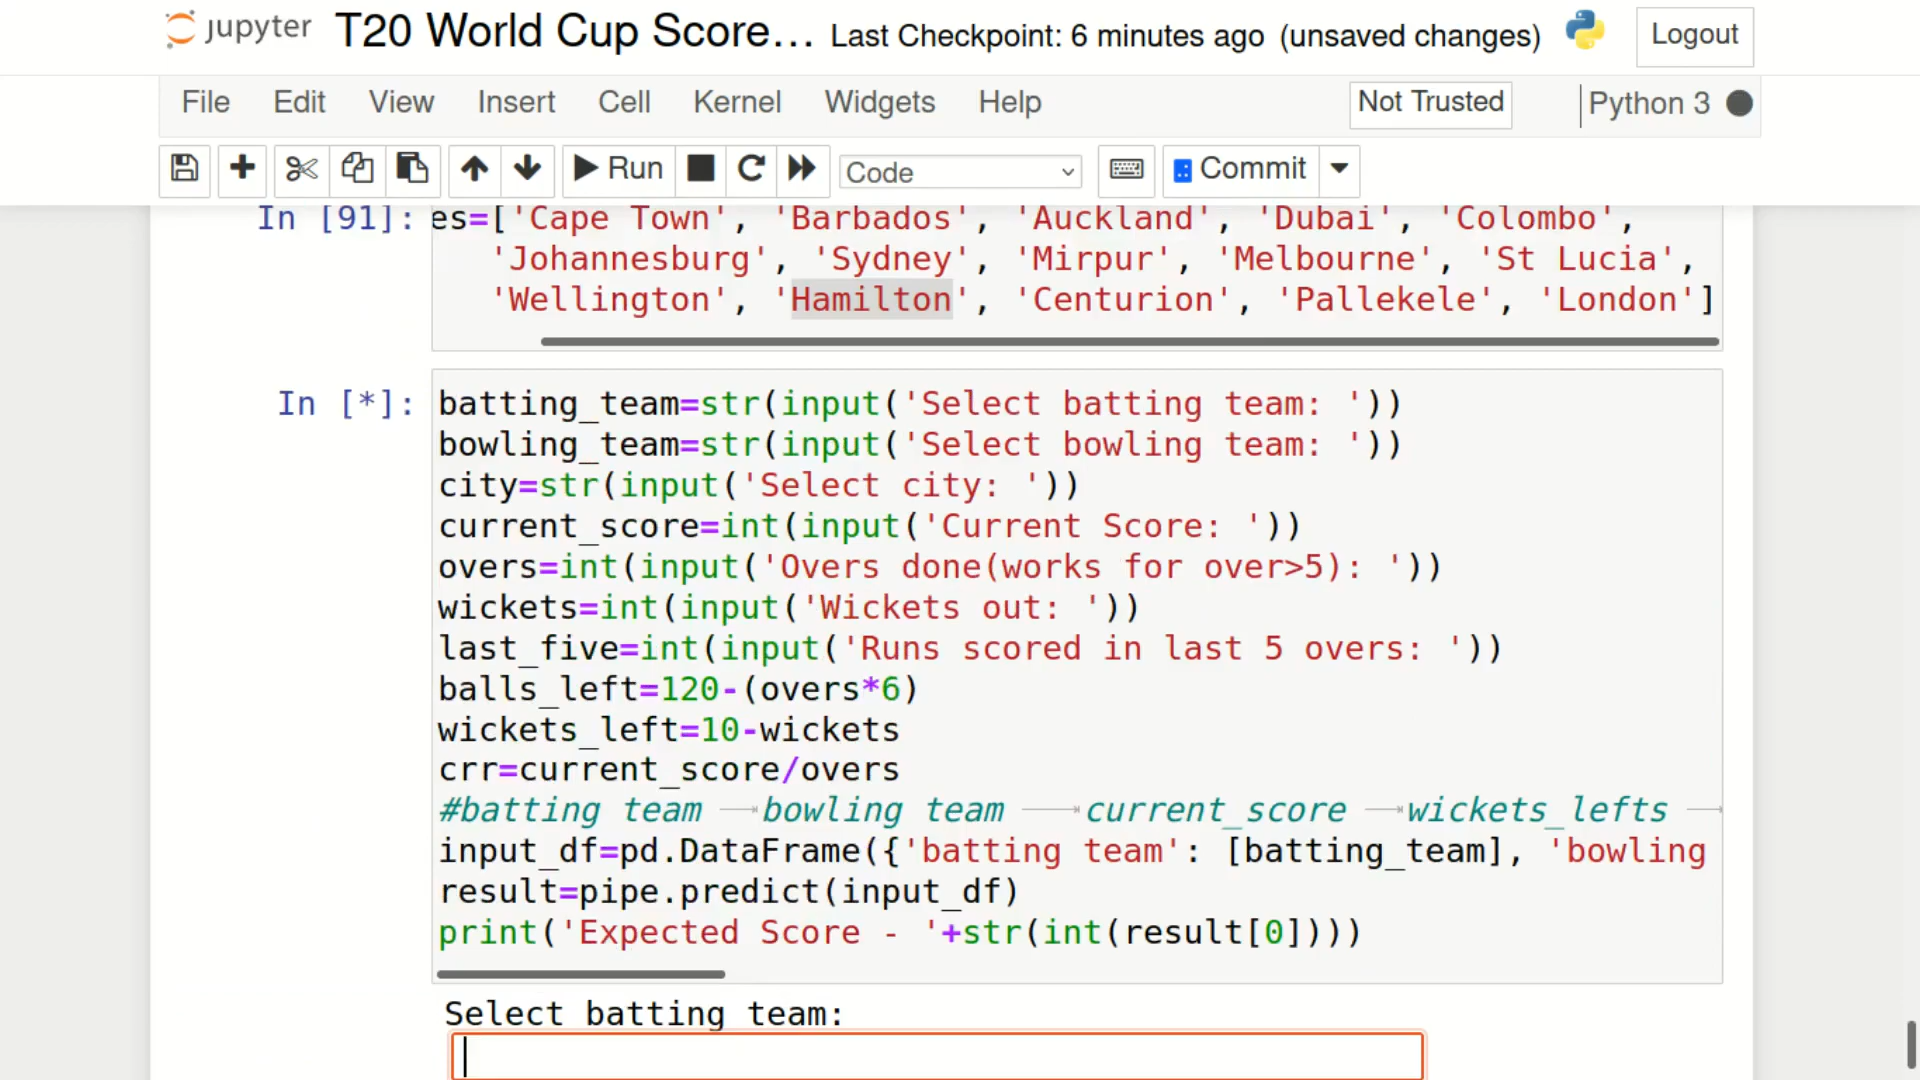 jupyter T20 World Cup Score... Last Checkpoint: 6 minutes ago (unsaved changes) Logout
File Edit View Insert Cell Kernel Widgets Help Not Trusted Python 3
Run Code Commit
In [91]: es=['Cape Town', 'Barbados', 'Auckland', 'Dubai', 'Colombo',
'Johannesburg', 'Sydney', 'Mirpur', 'Melbourne', 'St Lucia',
'Wellington', 'Hamilton', 'Centurion', 'Pallekele', 'London']
In [*]: batting_team=str(input('Select batting team: '))
bowling_team=str(input('Select bowling team: '))
city=str(input('Select city: '))
current_score=int(input('Current Score: '))
overs=int(input('Overs done(works for over>5): '))
wickets=int(input('Wickets out: '))
last_five=int(input('Runs scored in last 5 overs: '))
balls_left=120-(overs*6)
wickets_left=10-wickets
crr=current_score/overs
#batting team bowling team current_score wickets_lefts
input_df=pd.DataFrame({'batting team': [batting_team], 'bowling
result=pipe.predict(input_df)
print('Expected Score - '+str(int(result[0])))
Select batting team: